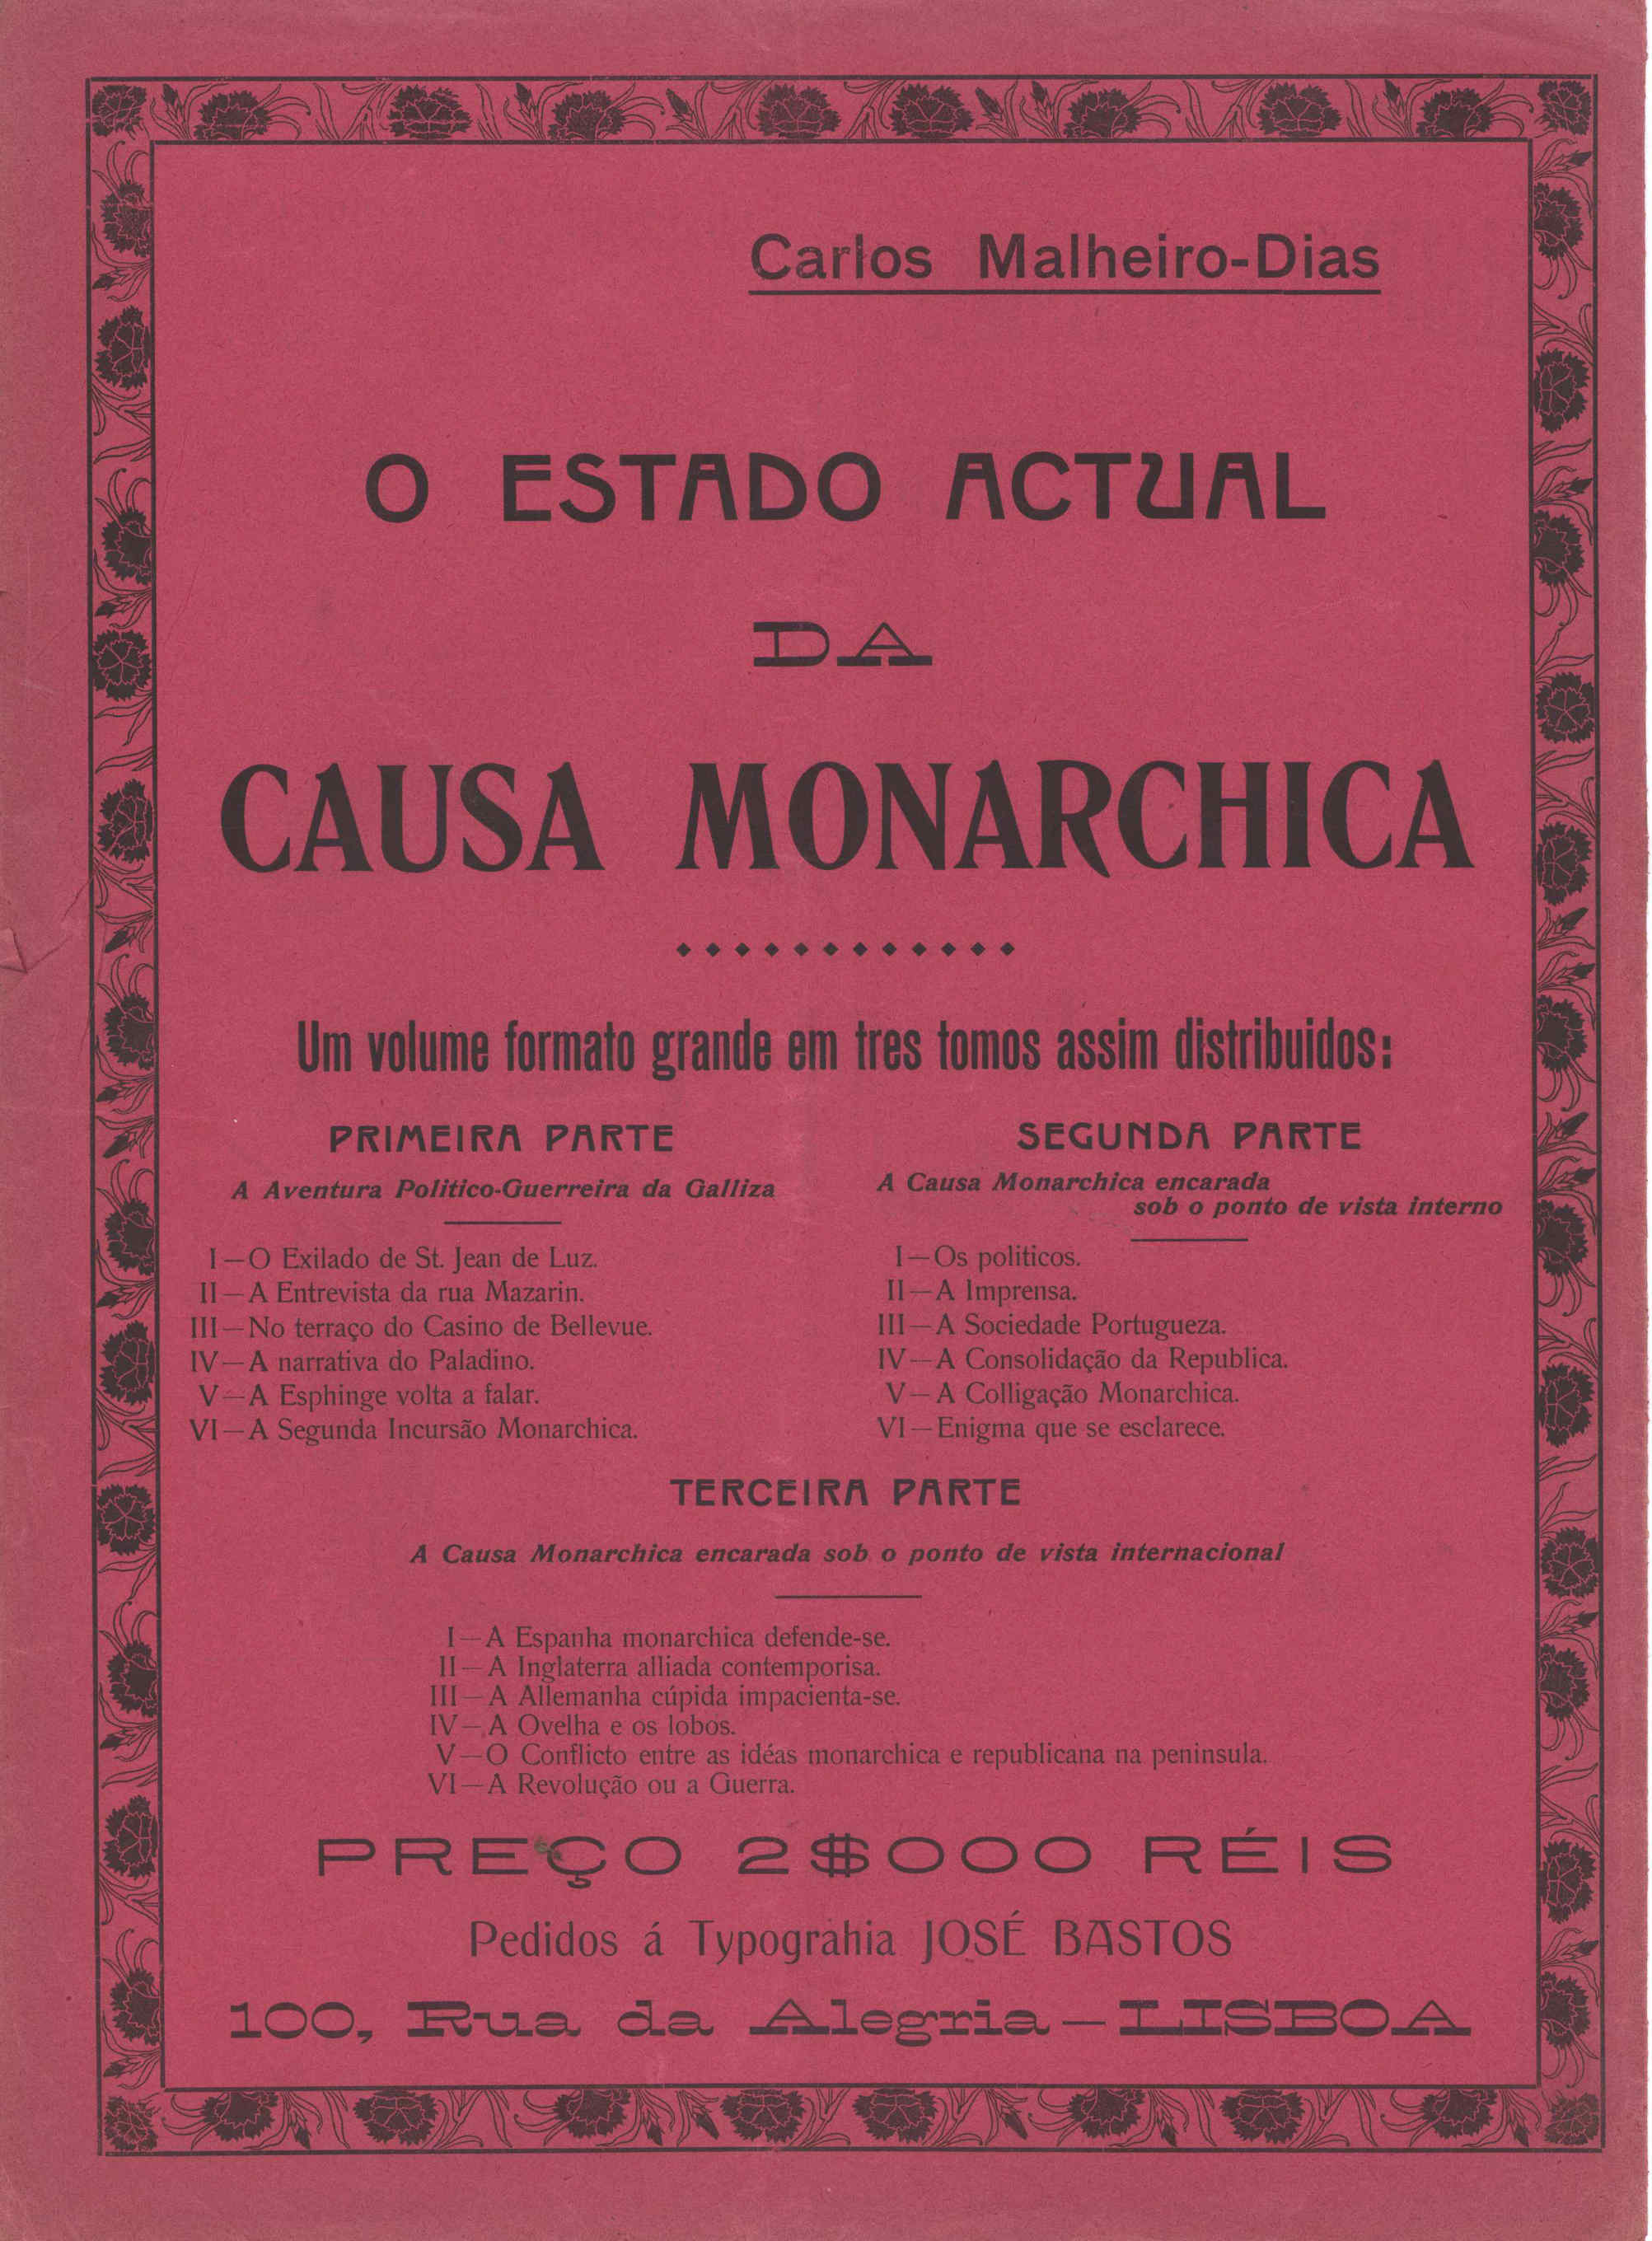 Carlos Malheiro-Dias
O ESTADO ACTUAL
DA
CAUSA MONARCHICA
Um volume formato grande em tres tomos assim distribuidos:
PRIMEIRA PARTE
A Aventura Politico-Guerreira da Galliza
I—O Exilado de St. Jean de Luz.
II—A Entrevista da rua Mazarin.
III—No terraço do Casino de Bellevue.
IV—A narrativa do Paladino.
V—A Esphinge volta a falar.
VI—A Segunda Incursão Monarchica.
SEGUNDA PARTE
A Causa Monarchica encarada
sob o ponto de vista interno
I—Os politicos.
II—A Imprensa.
III—A Sociedade Portugueza.
IV—A Consolidação da Republica.
V—A Colligação Monarchica.
VI—Enigma que se esclarece.
TERCEIRA PARTE
A Causa Monarchica encarada sob o ponto de vista internacional
I—A Espanha monarchica defende-se.
II—A Inglaterra alliada contemporisa.
III—A Allemanha cúpida impacienta-se.
IV—A Ovelha e os lobos.
V—O Conflicto entre as idéas monarchica e republicana na peninsula.
VI—A Revolução ou a Guerra.
PREÇO 2$000 RÉIS
Pedidos á Typograhia JOSÉ BASTOS
100, Rua da Alegria—LISBOA